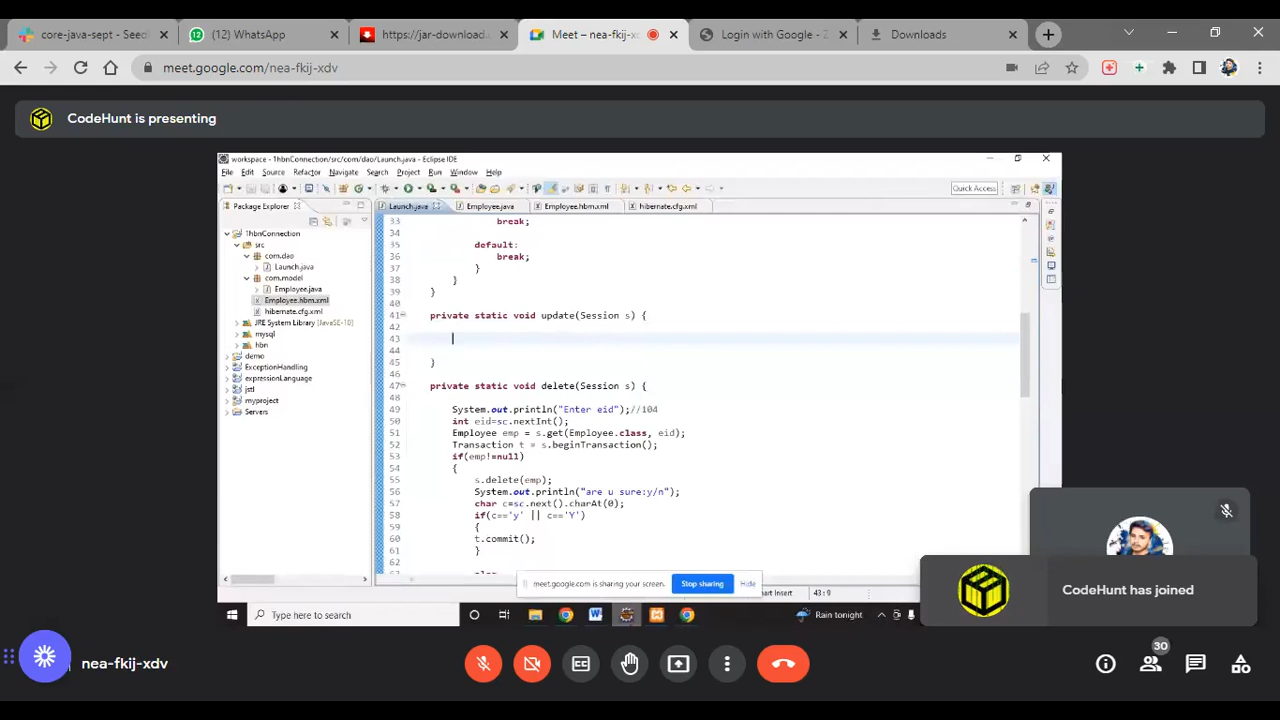 core-java-sept - Seed
(12) WhatsApp
https://jar-download.
Meet – nea-fkij-x
Login with Google - Z
Downloads
meet.google.com/nea-fkij-xdv
CodeHunt is presenting
workspace - 1hbnConnection/src/com/dao/Launch.java - Eclipse IDE
File Edit Source Refactor Navigate Search Project Run Window Help
Quick Access
Package Explorer
Launch.java
Employee.java
Employee.hbm.xml
hibernate.cfg.xml
1hbnConnection
src
com.dao
Launch.java
com.model
Employee.java
Employee.hbm.xml
hibernate.cfg.xml
JRE System Library [JavaSE-10]
mysql
hbn
demo
ExceptionHandling
expressionLanguage
jstl
myproject
Servers
33 break;
34
35 default:
36 break;
37 }
38 }
39 }
40
41 private static void update(Session s) {
42
43
44
45 }
46
47 private static void delete(Session s) {
48
49 System.out.println("Enter eid");//104
50 int eid=sc.nextInt();
51 Employee emp = s.get(Employee.class, eid);
52 Transaction t = s.beginTransaction();
53 if(emp!=null)
54 {
55 s.delete(emp);
56 System.out.println("are u sure:y/n");
57 char c=sc.next().charAt(0);
58 if(c=='y' || c=='Y')
59 {
60 t.commit();
61 }
62
meet.google.com is sharing your screen.
Stop sharing
Hide
art Insert
43 : 9
Type here to search
Rain tonight
CodeHunt has joined
nea-fkij-xdv
30